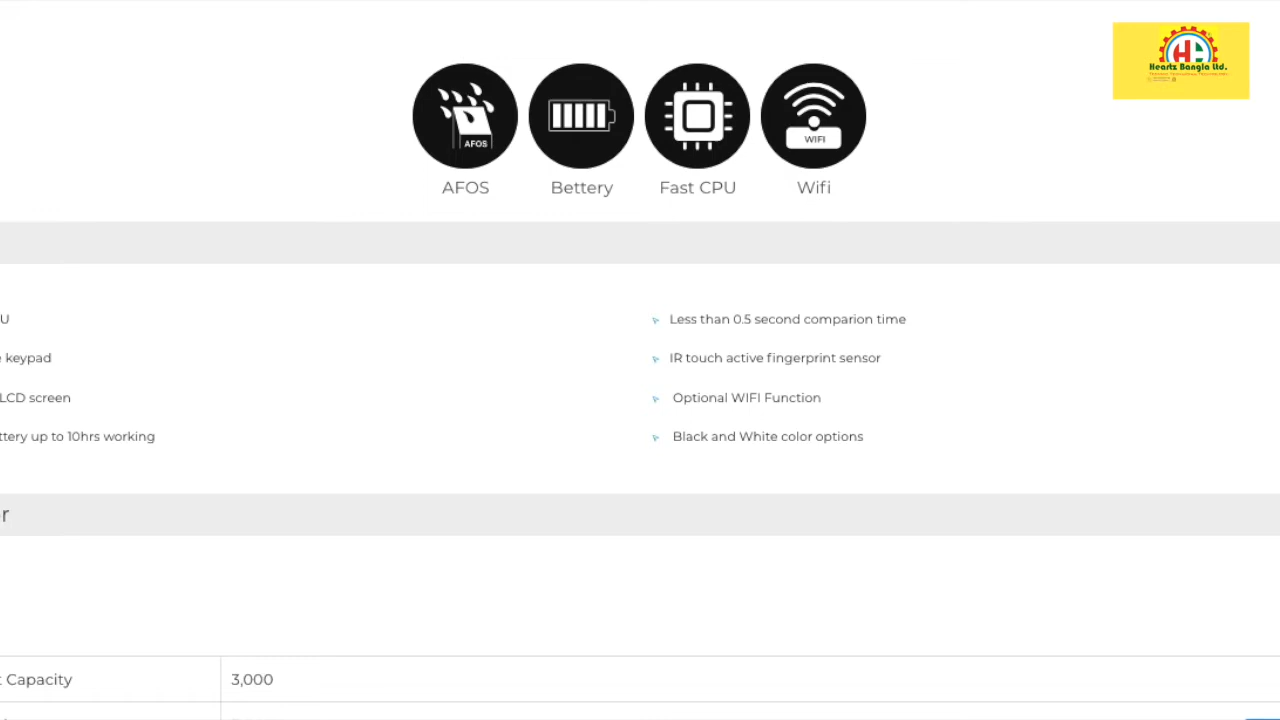 Heartz Bangla Ltd.
AFOS
WIFI
AFOS
Bettery
Fast CPU
Wifi
U
keypad
LCD screen
ttery up to 10hrs working
Less than 0.5 second comparion time
IR touch active fingerprint sensor
Optional WIFI Function
Black and White color options
r
Capacity
3,000